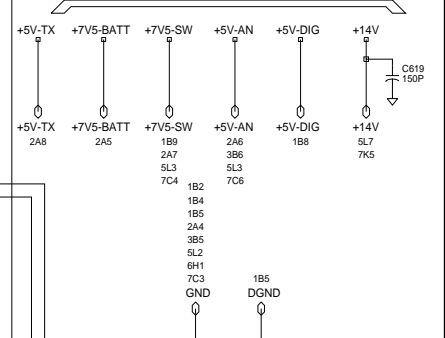 +5V-TX +7V5-BATT +7V5-SW +5V-AN +5V-DIG +14V
C619
150P
+5V-TX +7V5-BATT +7V5-SW +5V-AN +5V-DIG +14V
2A8 2A5 1B9 2A6 1B8 5L7
2A7 3B6 7K5
5L3 5L3
7C4 7C6
1B2
1B4
1B5
2A4
3B5
5L2
6H1
7C3 1B5
GND DGND